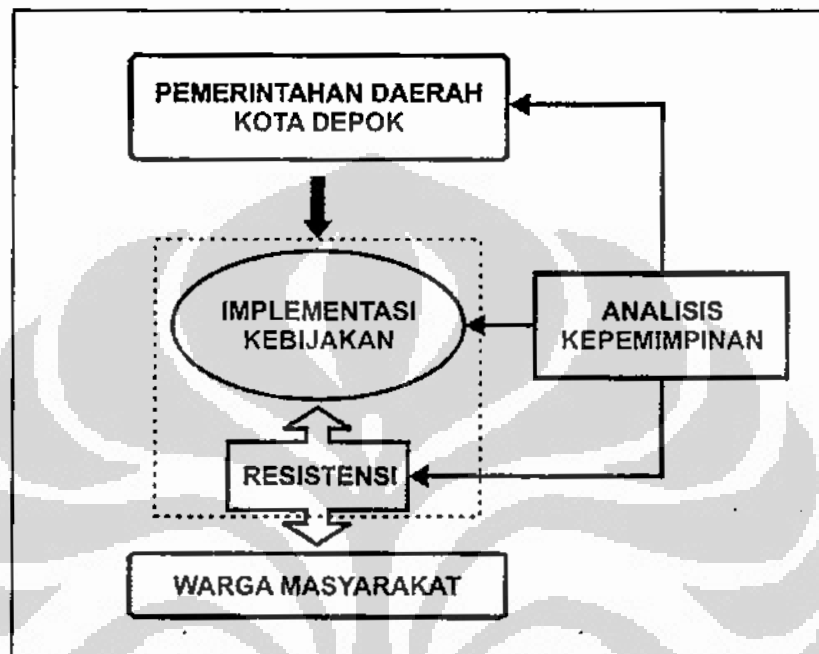 PEMERINTAHAN DAERAH
KOTA DEPOK
IMPLEMENTASI
KEBIJAKAN
ANALISIS
KEPEMIMPINAN
RESISTENSI
WARGA MASYARAKAT